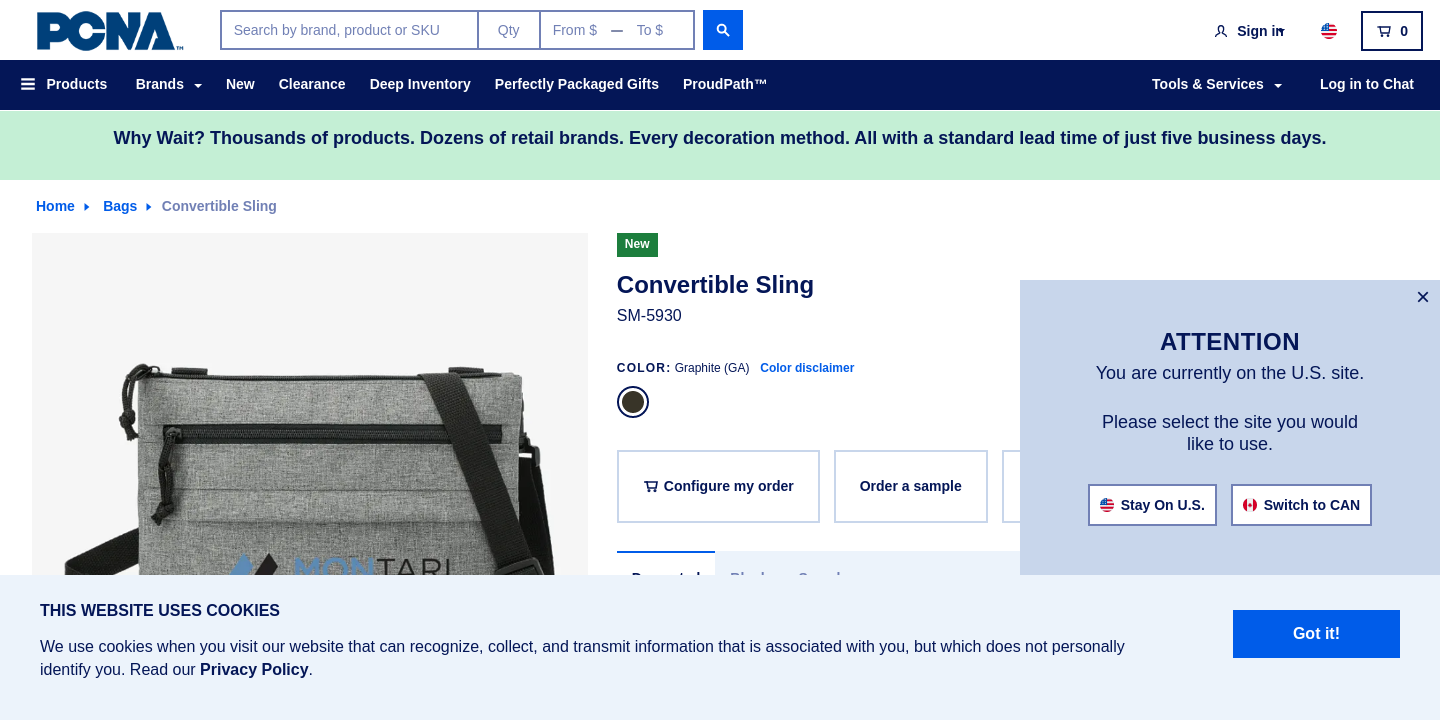 PCNA™
Search by brand, product or SKU
Qty
From $ — To $
Sign in
0
Products
Brands
New
Clearance
Deep Inventory
Perfectly Packaged Gifts
ProudPath™
Tools & Services
Log in to Chat
Why Wait? Thousands of products. Dozens of retail brands. Every decoration method. All with a standard lead time of just five business days.
Home
Bags
Convertible Sling
New
Convertible Sling
SM-5930
COLOR: Graphite (GA) Color disclaimer
Configure my order
Order a sample
MONTARI
×
ATTENTION
You are currently on the U.S. site.
Please select the site you would
like to use.
Stay On U.S.
Switch to CAN
THIS WEBSITE USES COOKIES
We use cookies when you visit our website that can recognize, collect, and transmit information that is associated with you, but which does not personally
identify you. Read our Privacy Policy.
Got it!